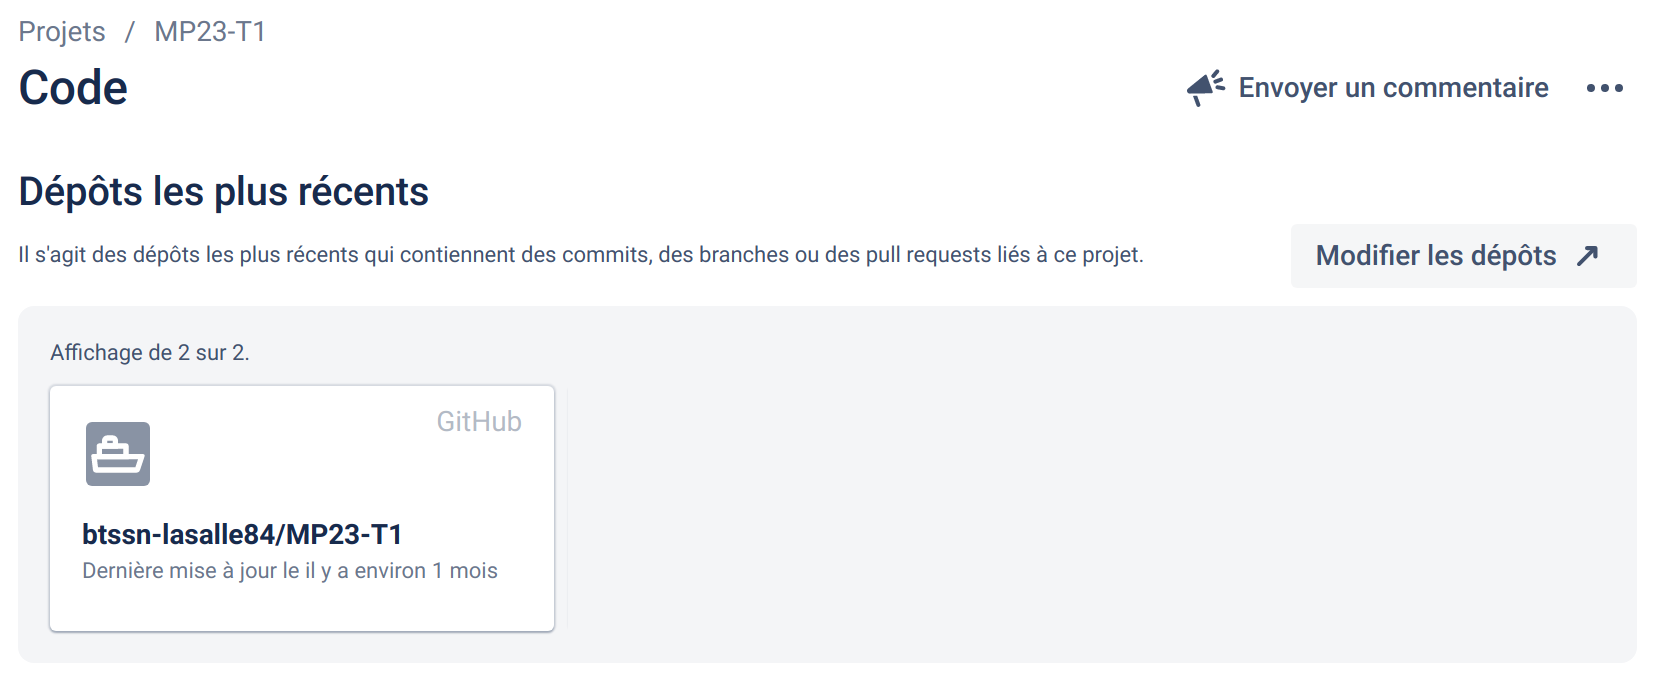 Projets / MP23-T1
Code
Envoyer un commentaire
Dépôts les plus récents
Il s'agit des dépôts les plus récents qui contiennent des commits, des branches ou des pull requests liés à ce projet.
Modifier les dépôts
Affichage de 2 sur 2.
GitHub
btssn-lasalle84/MP23-T1
Dernière mise à jour le il y a environ 1 mois